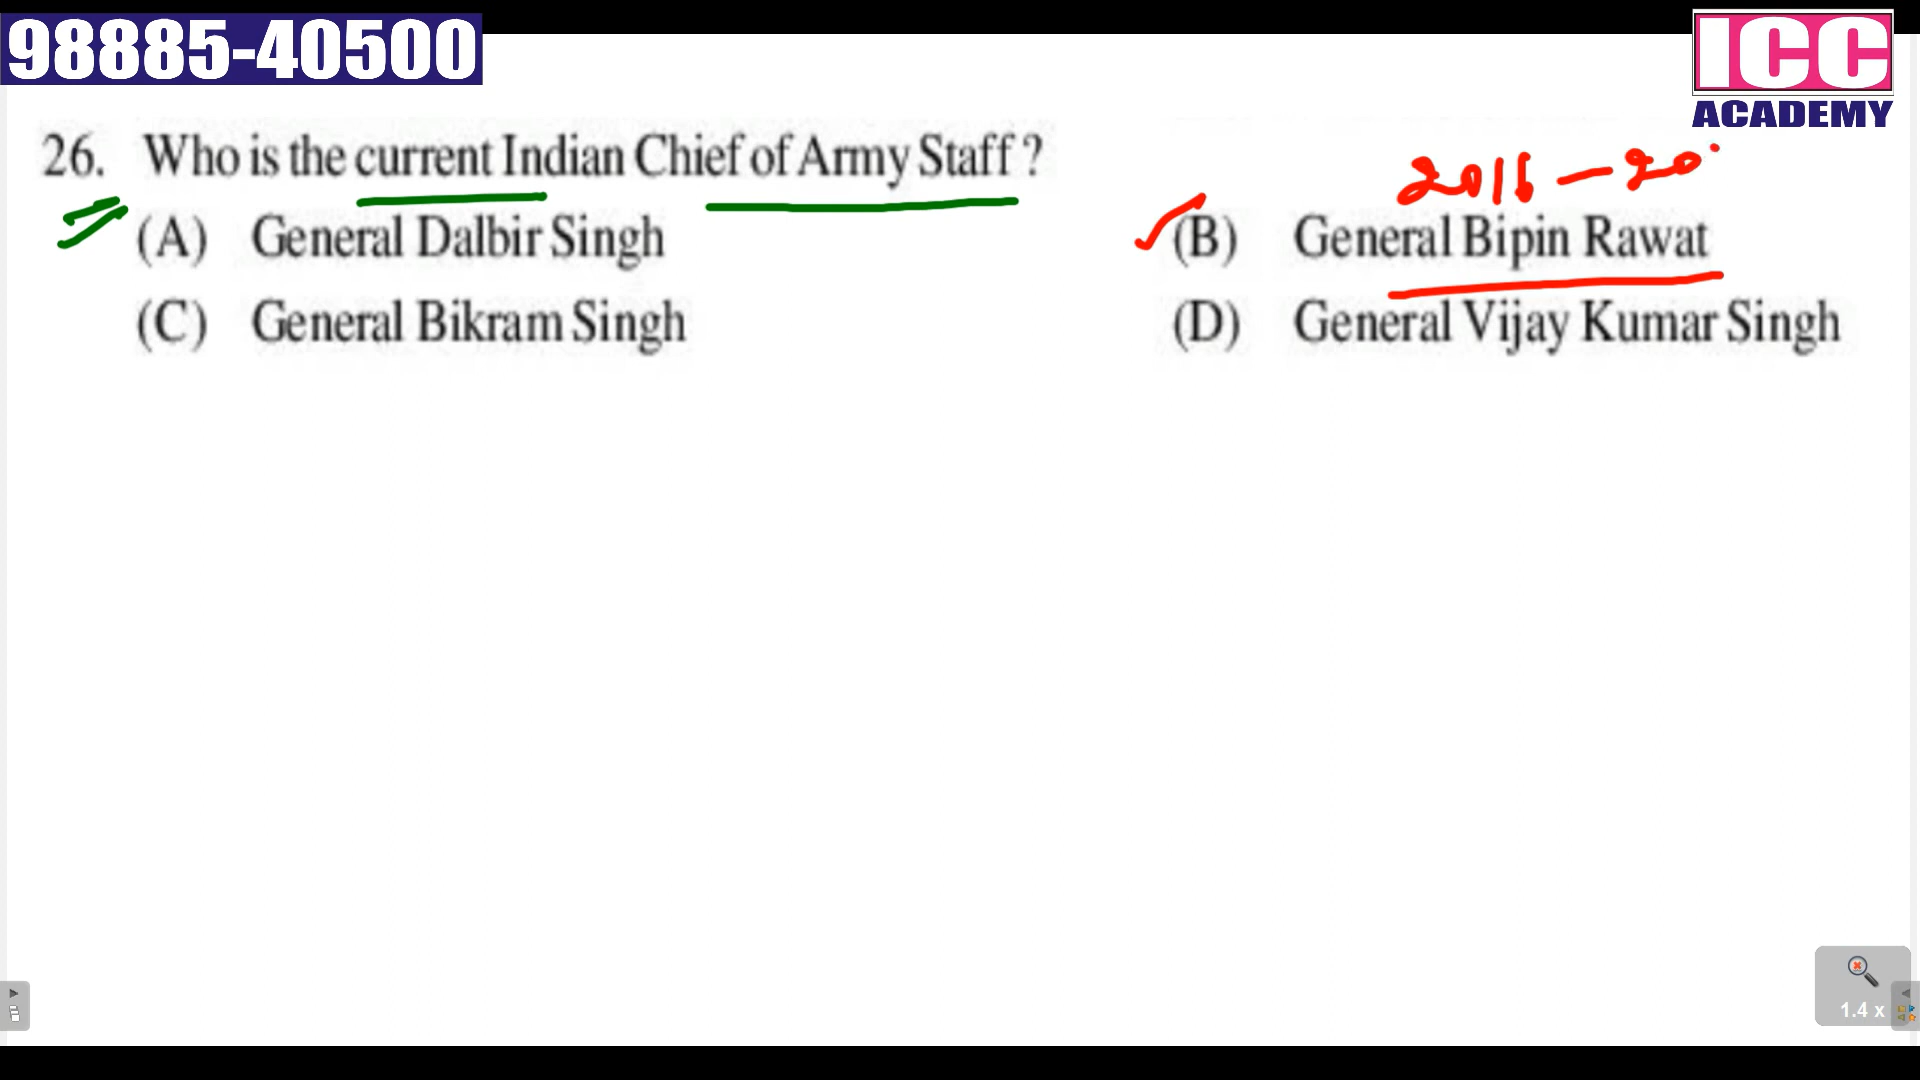 98885-40500
ICC
ACADEMY
26. Who is the current Indian Chief of Army Staff ?
2016 – 20
(A) General Dalbir Singh (B) General Bipin Rawat
(C) General Bikram Singh (D) General Vijay Kumar Singh
1.4 x